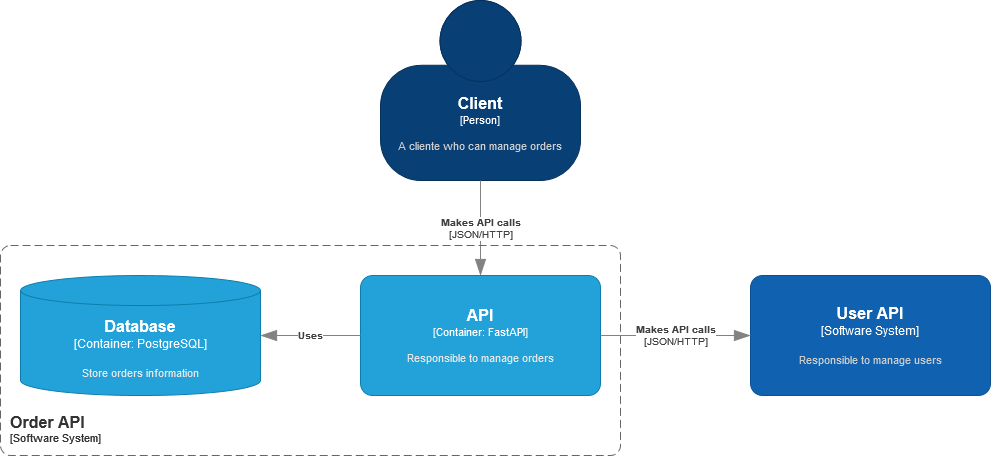 Client
[Person]
A cliente who can manage orders
Makes API calls
[JSON/HTTP]
Database
[Container: PostgreSQL]
Store orders information
Uses
API
[Container: FastAPI]
Responsible to manage orders
Makes API calls
[JSON/HTTP]
User API
[Software System]
Responsible to manage users
Order API
[Software System]